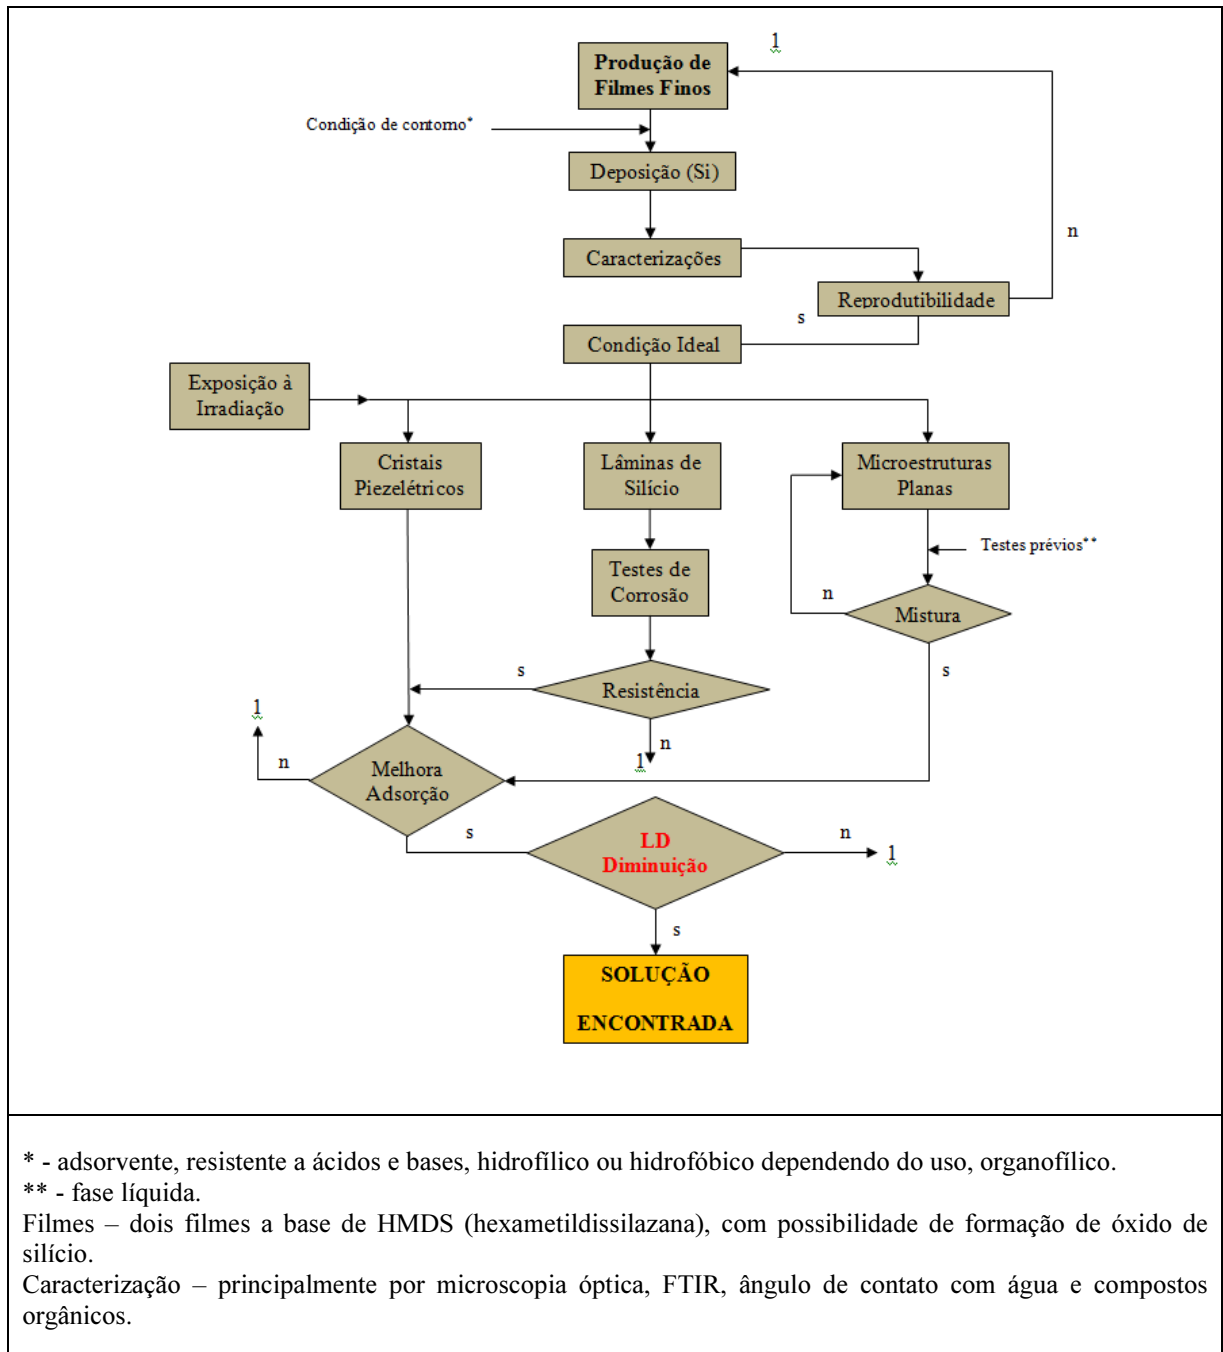 1
Produção de
Filmes Finos
Condição de contorno*
Deposição (Si)
n
Caracterizações
Reprodutibilidade
s
Condição Ideal
Exposição à
Irradiação
Cristais
Piezelétricos
Lâminas de
Silício
Microestruturas
Planas
Testes prévios**
Testes de
Corrosão
n
Mistura
s
s
Resistência
1
n
n
1
Melhora
Adsorção
s
LD
Diminuição
n
1
s
SOLUÇÃO
ENCONTRADA
* - adsorvente, resistente a ácidos e bases, hidrofílico ou hidrofóbico dependendo do uso, organofílico.
** - fase líquida.
Filmes – dois filmes a base de HMDS (hexametildissilazana), com possibilidade de formação de óxido de
silício.
Caracterização – principalmente por microscopia óptica, FTIR, ângulo de contato com água e compostos
orgânicos.